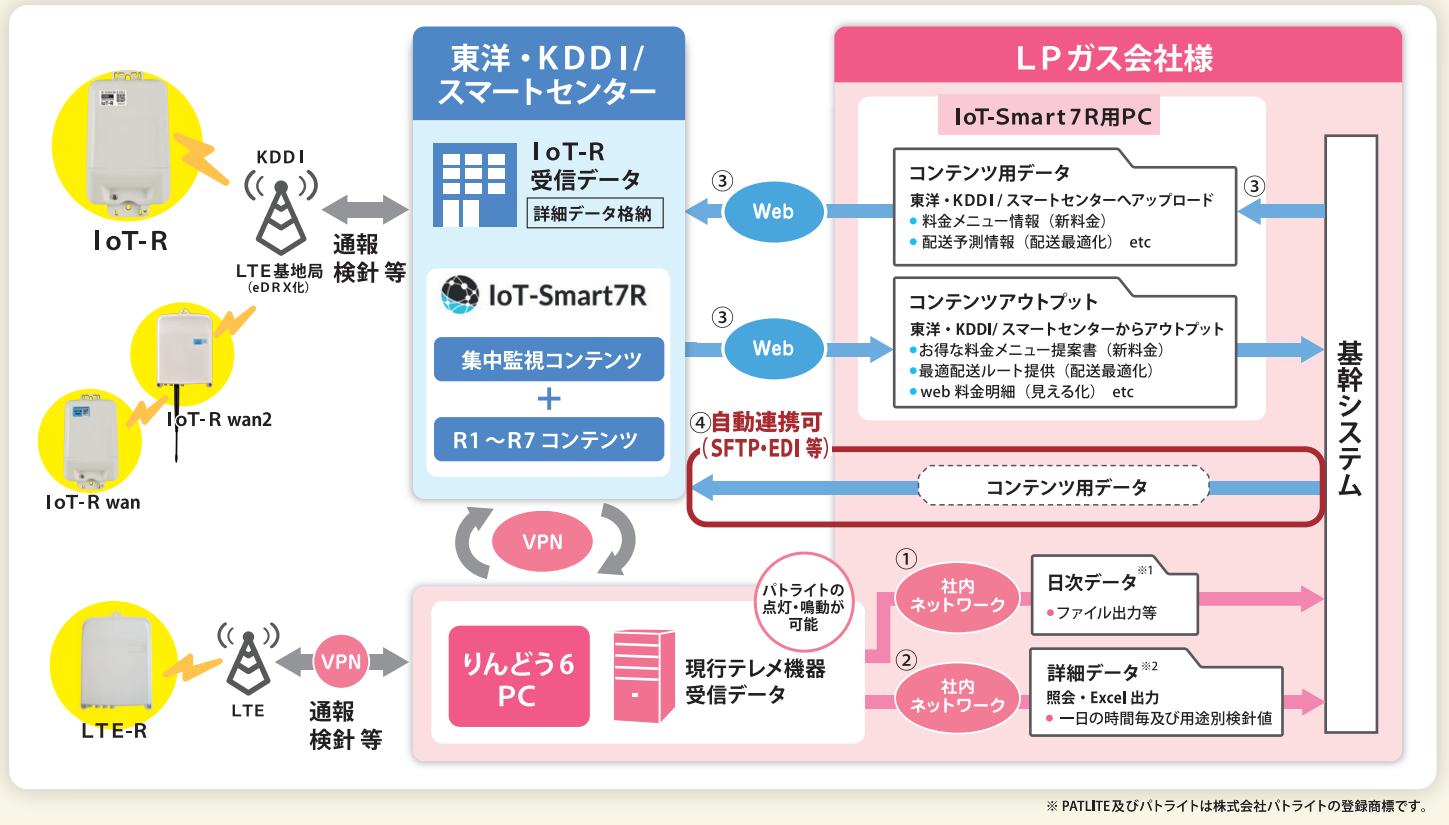 東洋・KDDI/
スマートセンター
LPガス会社様
IoT-R
KDDI
LTE基地局
（eDRX化）
通報
検針 等
IoT-R wan2
IoT-R wan
IoT-R
受信データ
詳細データ格納
IoT-Smart7R
集中監視コンテンツ
+
R1～R7 コンテンツ
③
Web
③
Web
IoT-Smart7R用PC
コンテンツ用データ
東洋・KDDI/スマートセンターへアップロード
• 料金メニュー情報（新料金）
• 配送予測情報（配送最適化） etc
③
コンテンツアウトプット
東洋・KDDI/スマートセンターからアウトプット
•お得な料金メニュー提案書（新料金）
•最適配送ルート提供（配送最適化）
• web 料金明細（見える化） etc
基幹システム
④自動連携可
（SFTP・EDI 等）
コンテンツ用データ
VPN
LTE-R
LTE
VPN
通報
検針 等
りんどう6
PC
現行テレメ機器
受信データ
パトライトの
点灯・鳴動が
可能
①
社内
ネットワーク
日次データ※1
•ファイル出力等
②
社内
ネットワーク
詳細データ※2
照会・Excel 出力
• 一日の時間毎及び用途別検針値
※ PATLITE及びパトライトは株式会社パトライトの登録商標です。